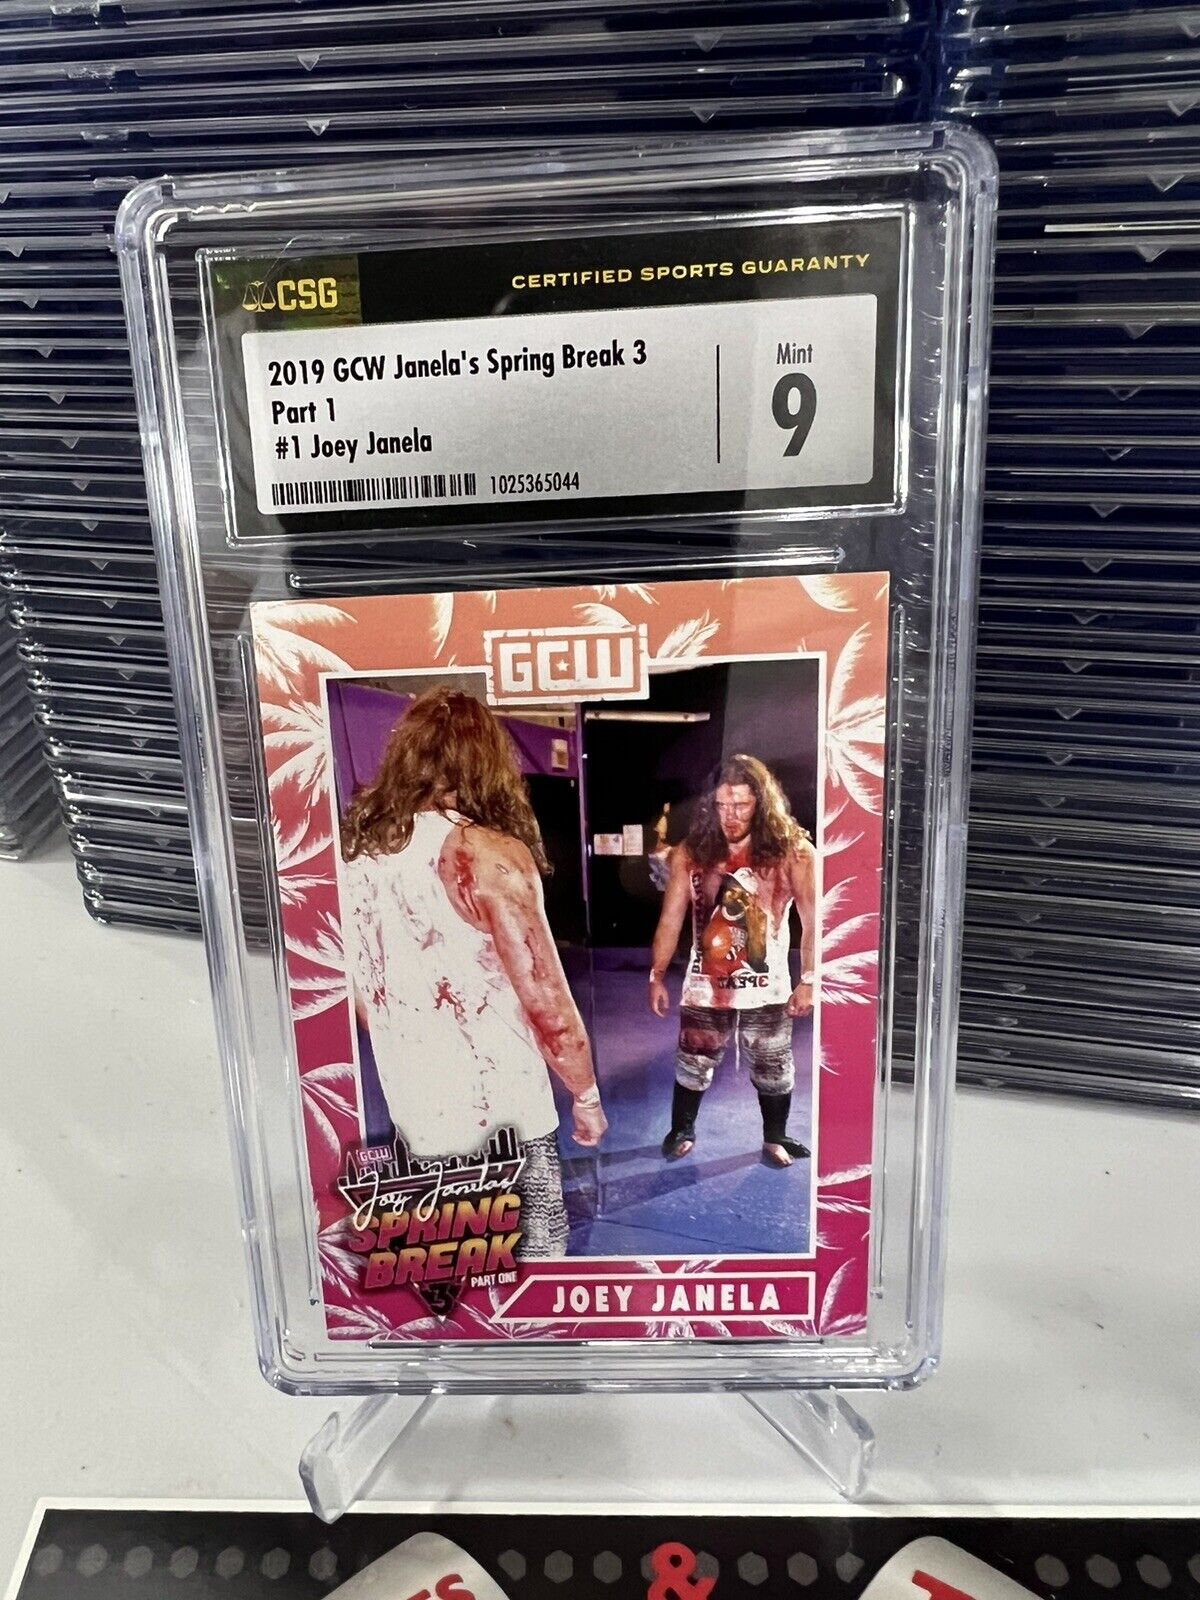 CSG
CERTIFIED SPORTS GUARANTY
2019 GCW Janela's Spring Break 3
Part 1
#1 Joey Janela
Mint
9
1025365044
GCW
3PEAT
GCW
Joey Janela's
SPRING
BREAK
PART ONE
3
JOEY JANELA
&